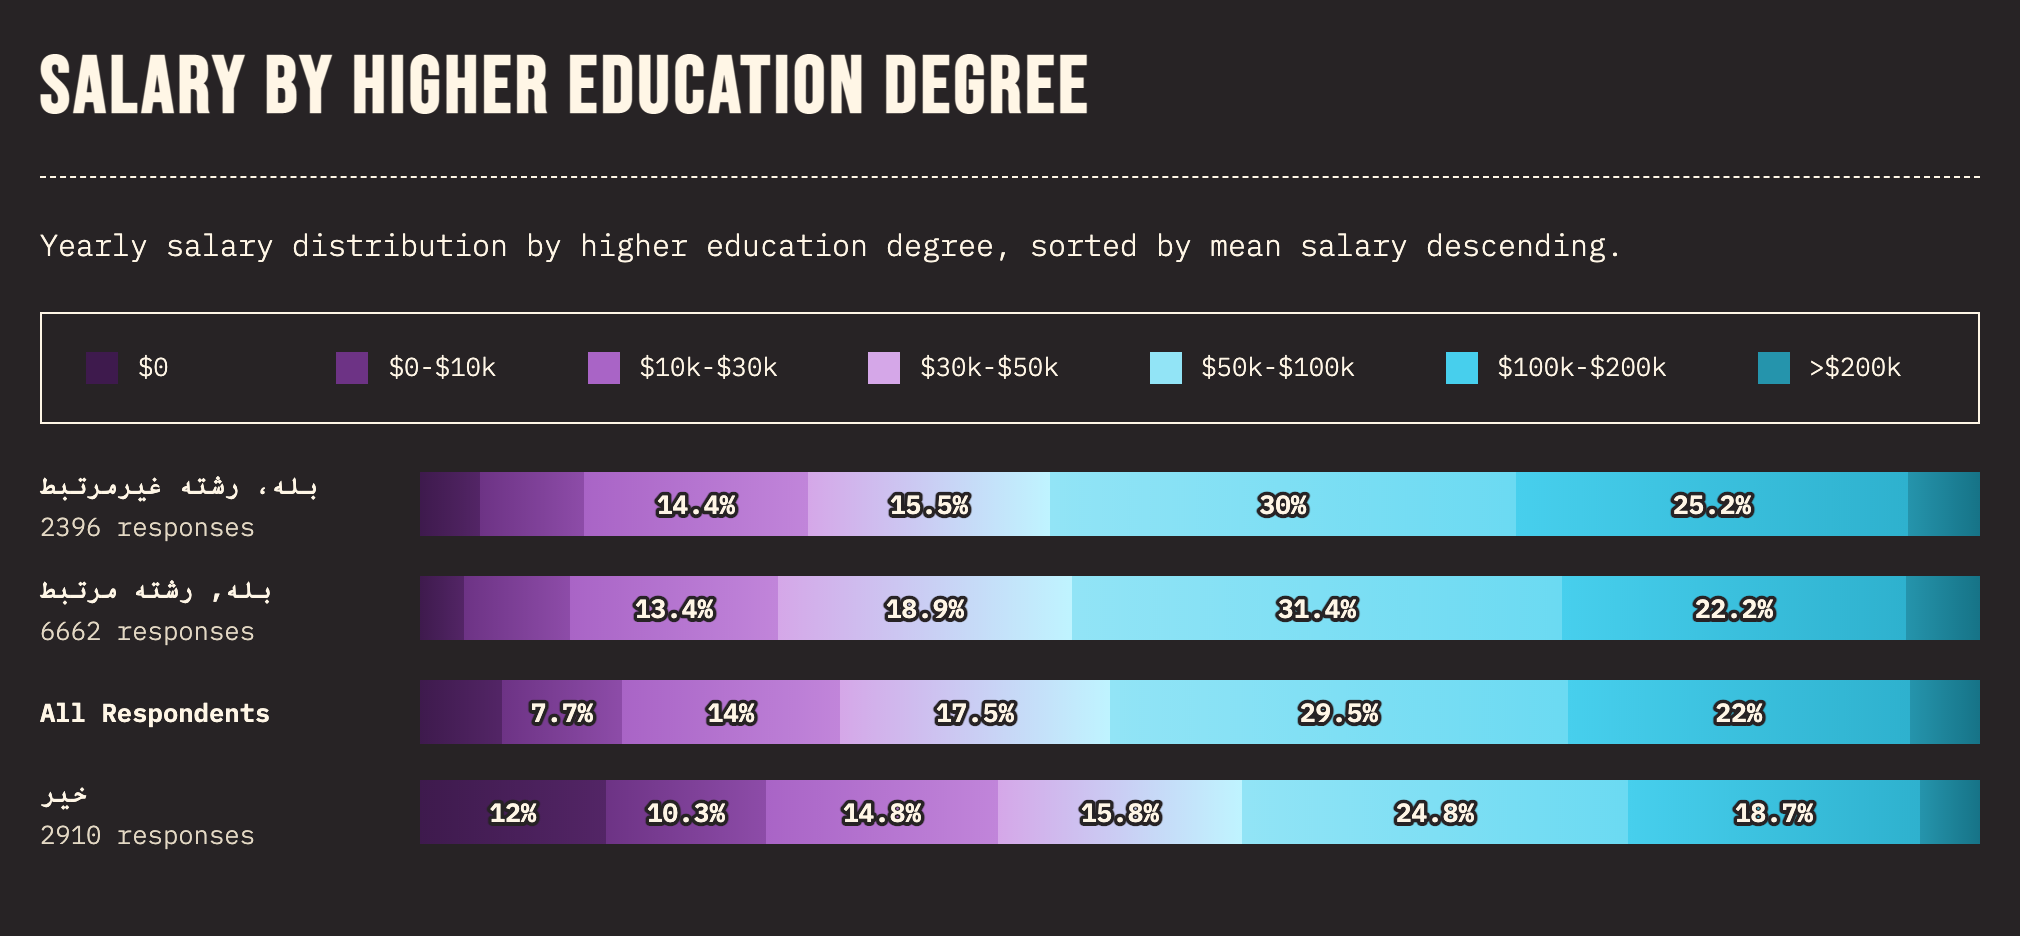 SALARY BY HIGHER EDUCATION DEGREE
Yearly salary distribution by higher education degree, sorted by mean salary descending.
$0 $0-$10k $10k-$30k $30k-$50k $50k-$100k $100k-$200k >$200k
بله، رشته غیرمرتبط
2396 responses
14.4% 15.5% 30% 25.2%
بله, رشته مرتبط
6662 responses
13.4% 18.9% 31.4% 22.2%
All Respondents
7.7% 14% 17.5% 29.5% 22%
خیر
2910 responses
12% 10.3% 14.8% 15.8% 24.8% 18.7%